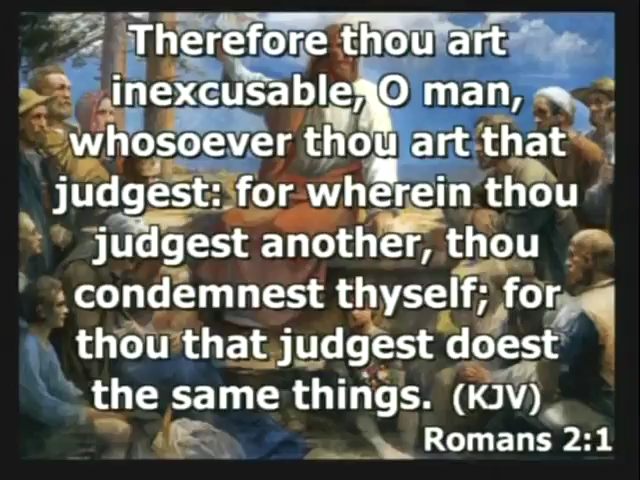 Therefore thou art
inexcusable, O man,
whosoever thou art that
judgest: for wherein thou
judgest another, thou
condemnest thyself; for
thou that judgest doest
the same things. (KJV)
Romans 2:1